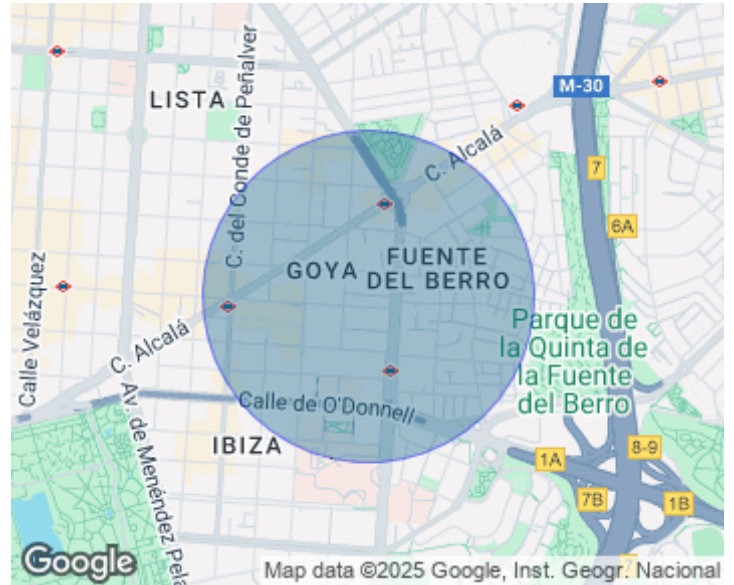 M-30
LISTA
C. del Conde de Peñalver
C. Alcalá
7
6A
Calle Velázquez
GOYA
FUENTE
DEL BERRO
Parque de
la Quinta de
la Fuente
del Berro
C. Alcalá
Av. de Menéndez Pela
Calle de O'Donnell
IBIZA
1A
8-9
7B
1B
7
Google
Map data ©2025 Google, Inst. Geogr. Nacional